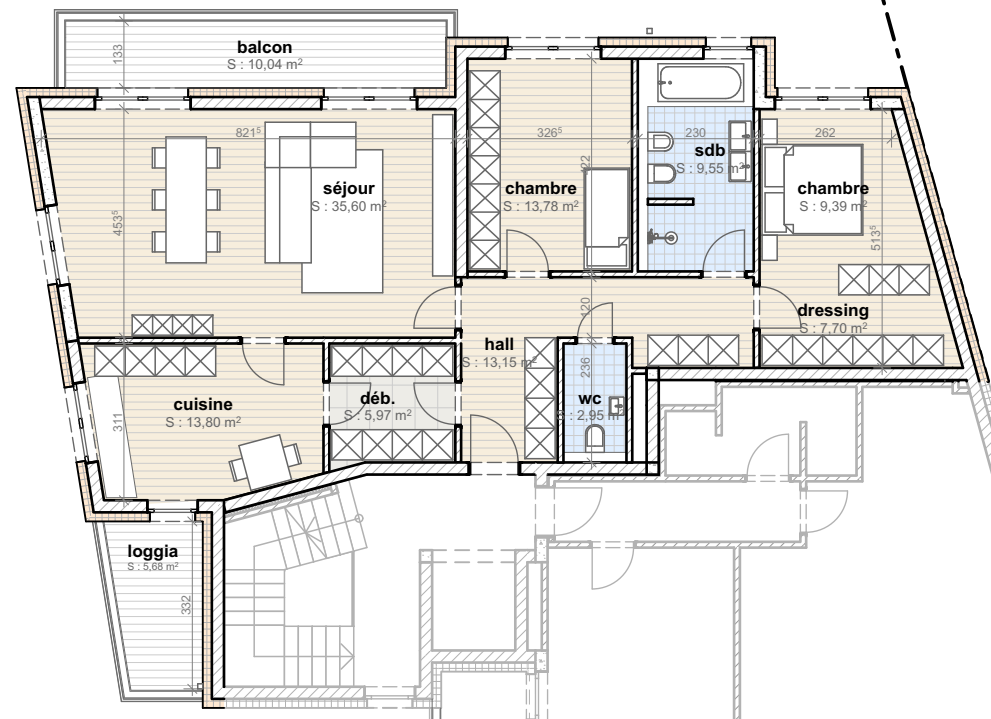 balcon
S : 10,04 m²
133
821⁵
séjour
S : 35,60 m²
453⁵
326⁵
chambre
S : 13,78 m²
230
sdb
S : 9,55 m²
262
chambre
S : 9,39 m²
513⁵
dressing
S : 7,70 m²
120
hall
S : 13,15 m²
236
wc
S : 2,95 m
déb.
S : 5,97 m²
cuisine
S : 13,80 m²
311
loggia
S : 5,68 m²
332